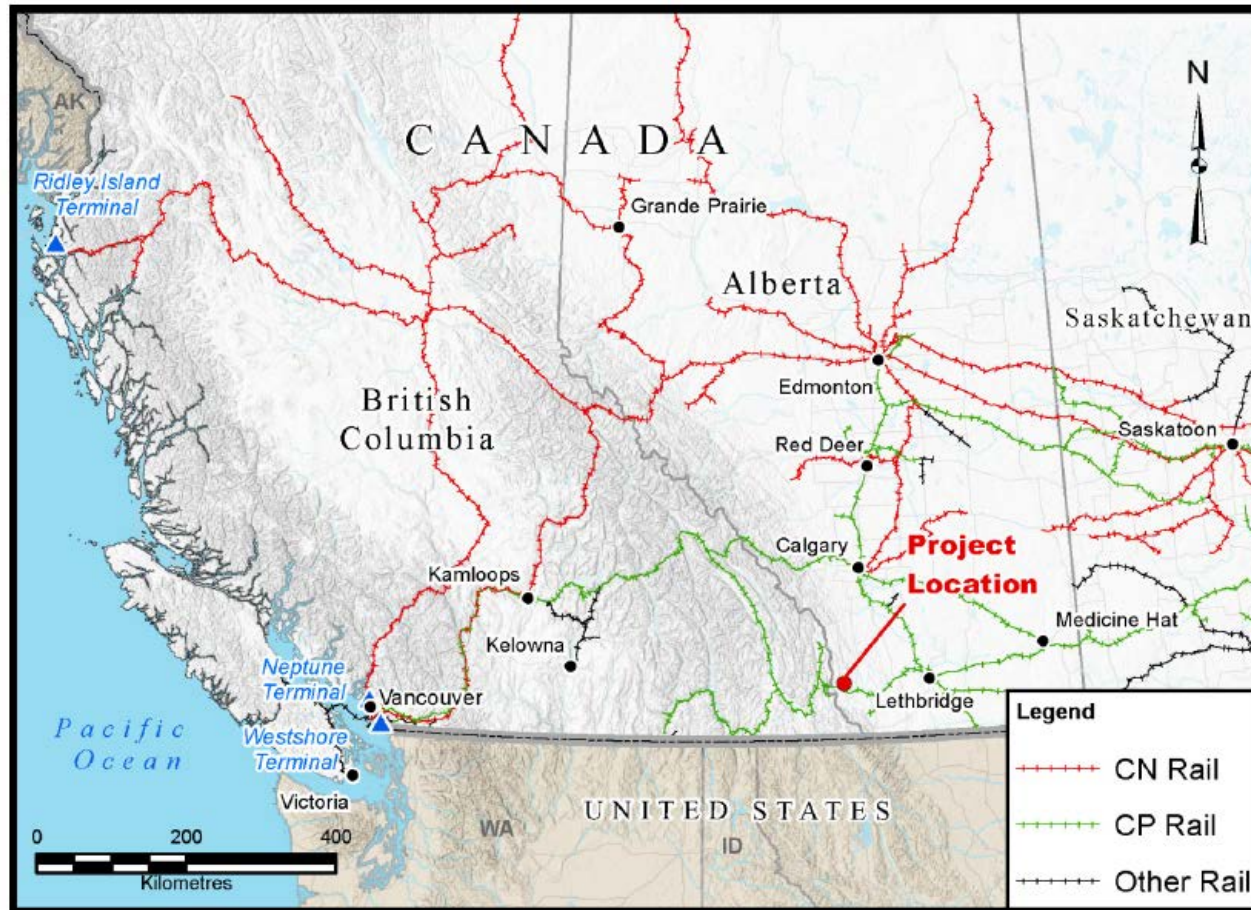 AK
CANADA
N
Ridley Island
Terminal
Grande Prairie
Alberta
Saskatchewan
British
Columbia
Edmonton
Red Deer
Saskatoon
Calgary
Project
Location
Kamloops
Kelowna
Medicine Hat
Neptune
Terminal
Vancouver
Lethbridge
Westshore
Terminal
Pacific
Ocean
Victoria
UNITED STATES
WA
ID
0 200 400
Kilometres
Legend
CN Rail
CP Rail
Other Rail